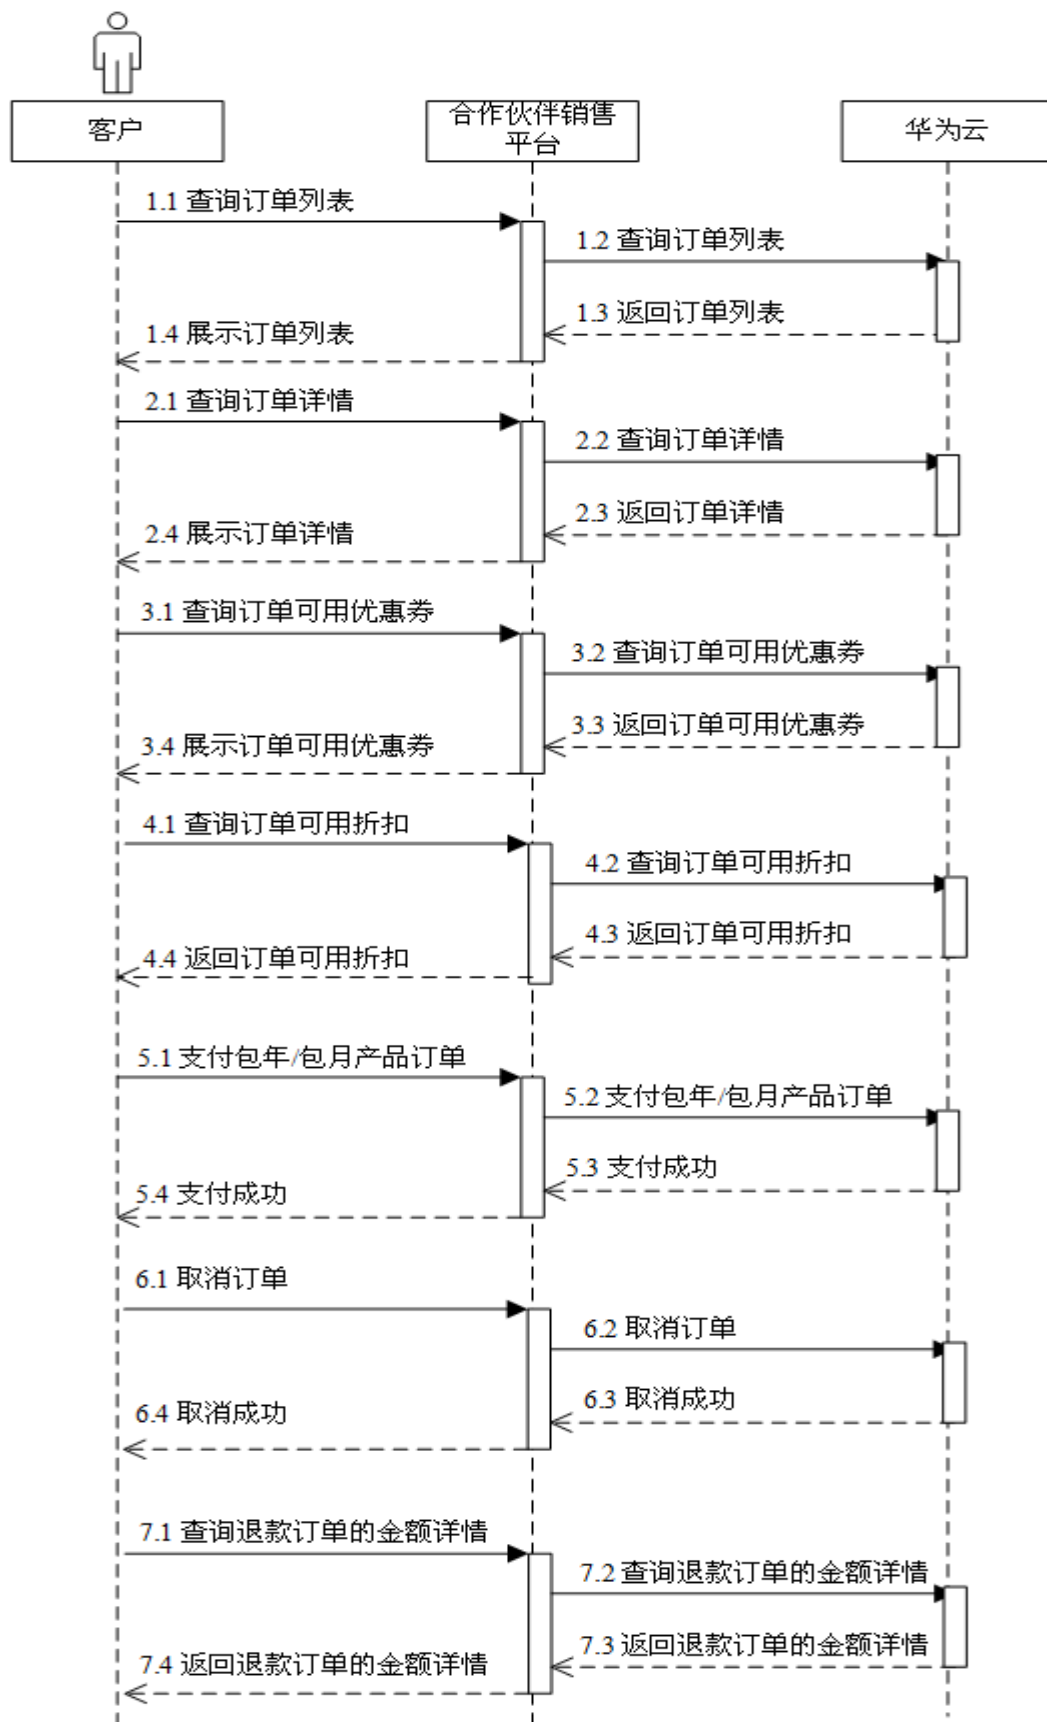 客户
合作伙伴销售
平台
华为云
1.1 查询订单列表
1.2 查询订单列表
1.3 返回订单列表
1.4 展示订单列表
2.1 查询订单详情
2.2 查询订单详情
2.3 返回订单详情
2.4 展示订单详情
3.1 查询订单可用优惠券
3.2 查询订单可用优惠券
3.3 返回订单可用优惠券
3.4 展示订单可用优惠券
4.1 查询订单可用折扣
4.2 查询订单可用折扣
4.3 返回订单可用折扣
4.4 返回订单可用折扣
5.1 支付包年/包月产品订单
5.2 支付包年/包月产品订单
5.3 支付成功
5.4 支付成功
6.1 取消订单
6.2 取消订单
6.3 取消成功
6.4 取消成功
7.1 查询退款订单的金额详情
7.2 查询退款订单的金额详情
7.3 返回退款订单的金额详情
7.4 返回退款订单的金额详情